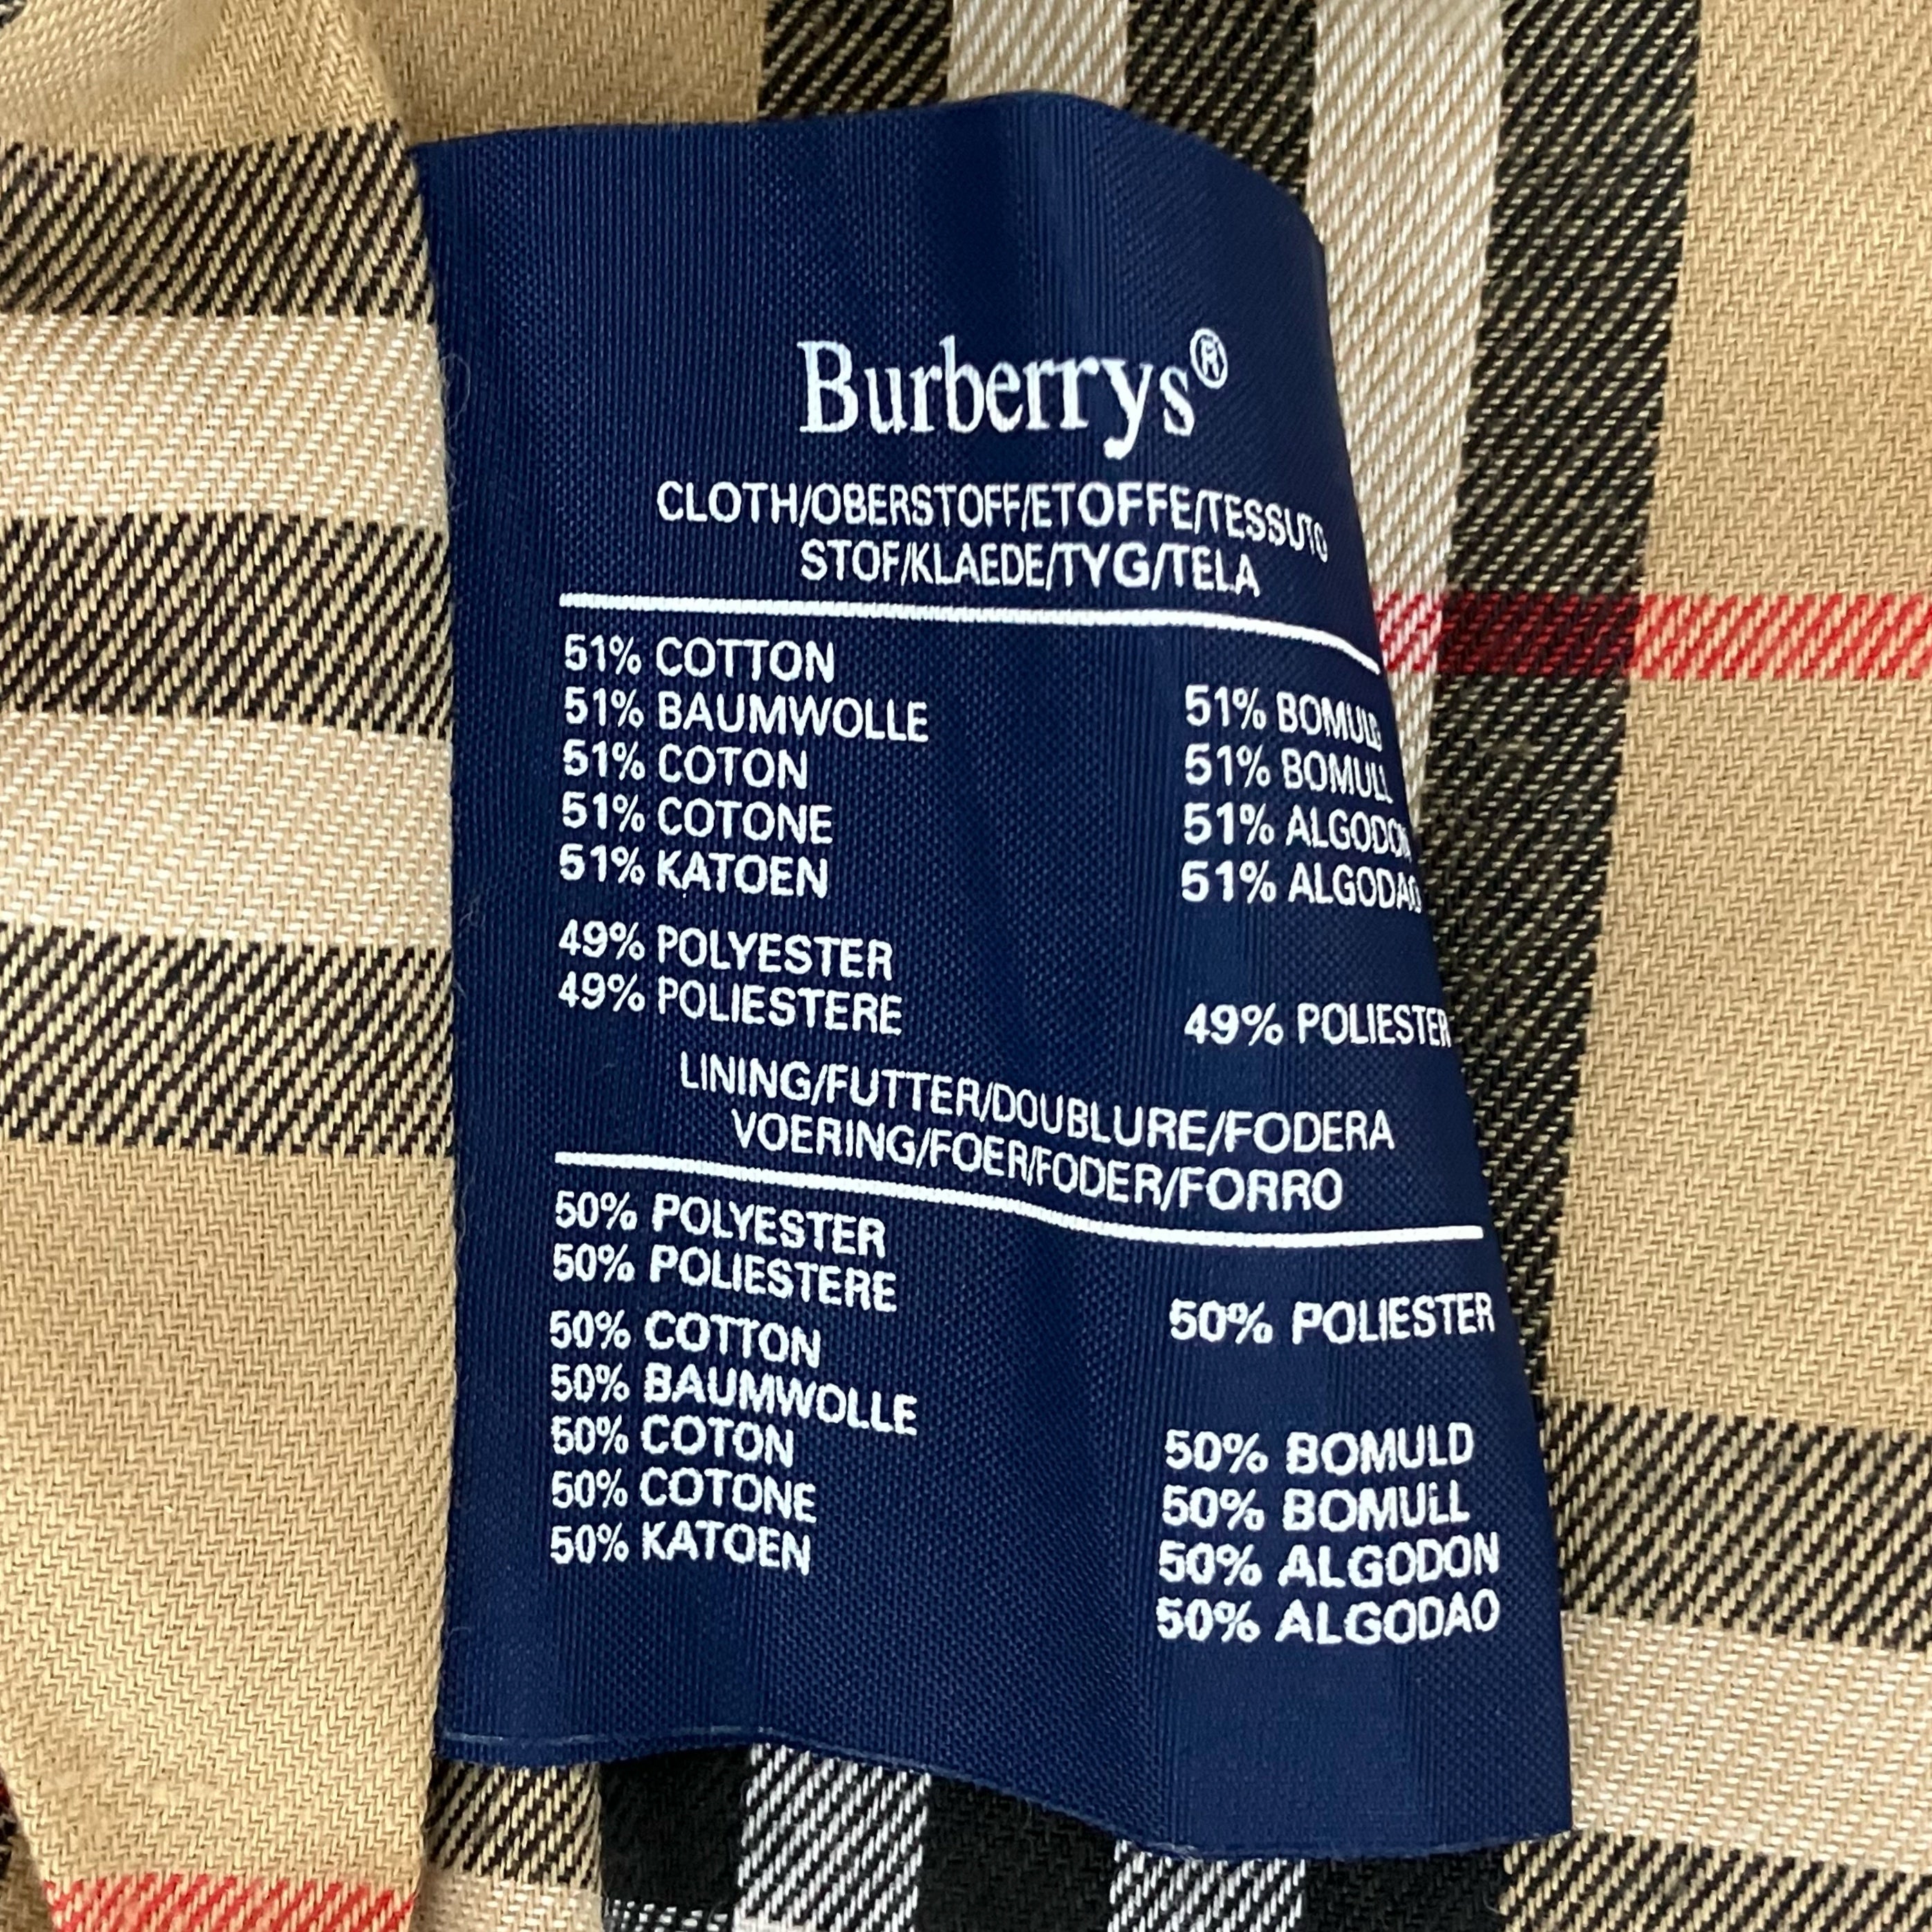 Burberrys®
CLOTH/OBERSTOFF/ETOFFE/TESSUTO
STOF/KLAEDE/TYG/TELA
51% COTTON
51% BAUMWOLLE
51% COTON
51% COTONE
51% KATOEN
51% BOMULD
51% BOMULL
51% ALGODON
51% ALGODAO
49% POLYESTER
49% POLIESTERE
49% POLIESTER
LINING/FUTTER/DOUBLURE/FODERA
VOERING/FOER/FODER/FORRO
50% POLYESTER
50% POLIESTERE
50% POLIESTER
50% COTTON
50% BAUMWOLLE
50% COTON
50% COTONE
50% KATOEN
50% BOMULD
50% BOMULL
50% ALGODON
50% ALGODAO